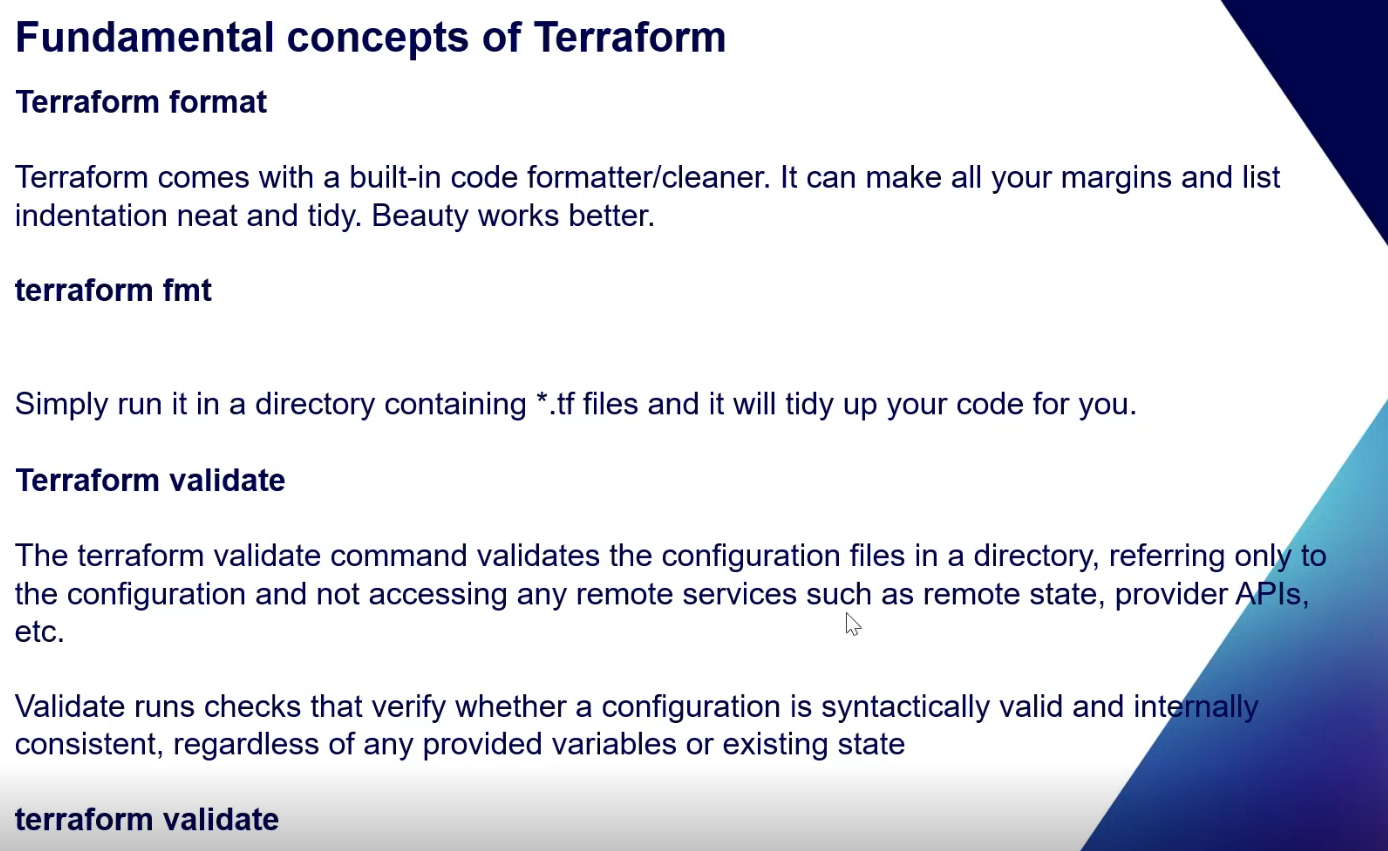 Fundamental concepts of Terraform
Terraform format
Terraform comes with a built-in code formatter/cleaner. It can make all your margins and list
indentation neat and tidy. Beauty works better.
terraform fmt
Simply run it in a directory containing *.tf files and it will tidy up your code for you.
Terraform validate
The terraform validate command validates the configuration files in a directory, referring only to
the configuration and not accessing any remote services such as remote state, provider APIs,
etc.
Validate runs checks that verify whether a configuration is syntactically valid and internally
consistent, regardless of any provided variables or existing state
terraform validate